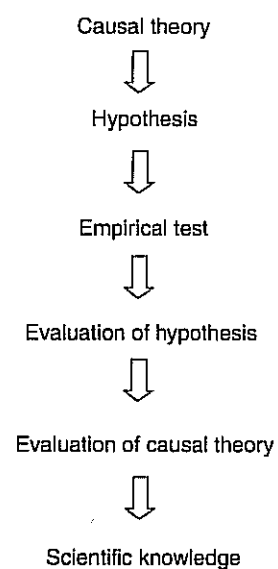 Causal theory
Hypothesis
Empirical test
Evaluation of hypothesis
Evaluation of causal theory
Scientific knowledge